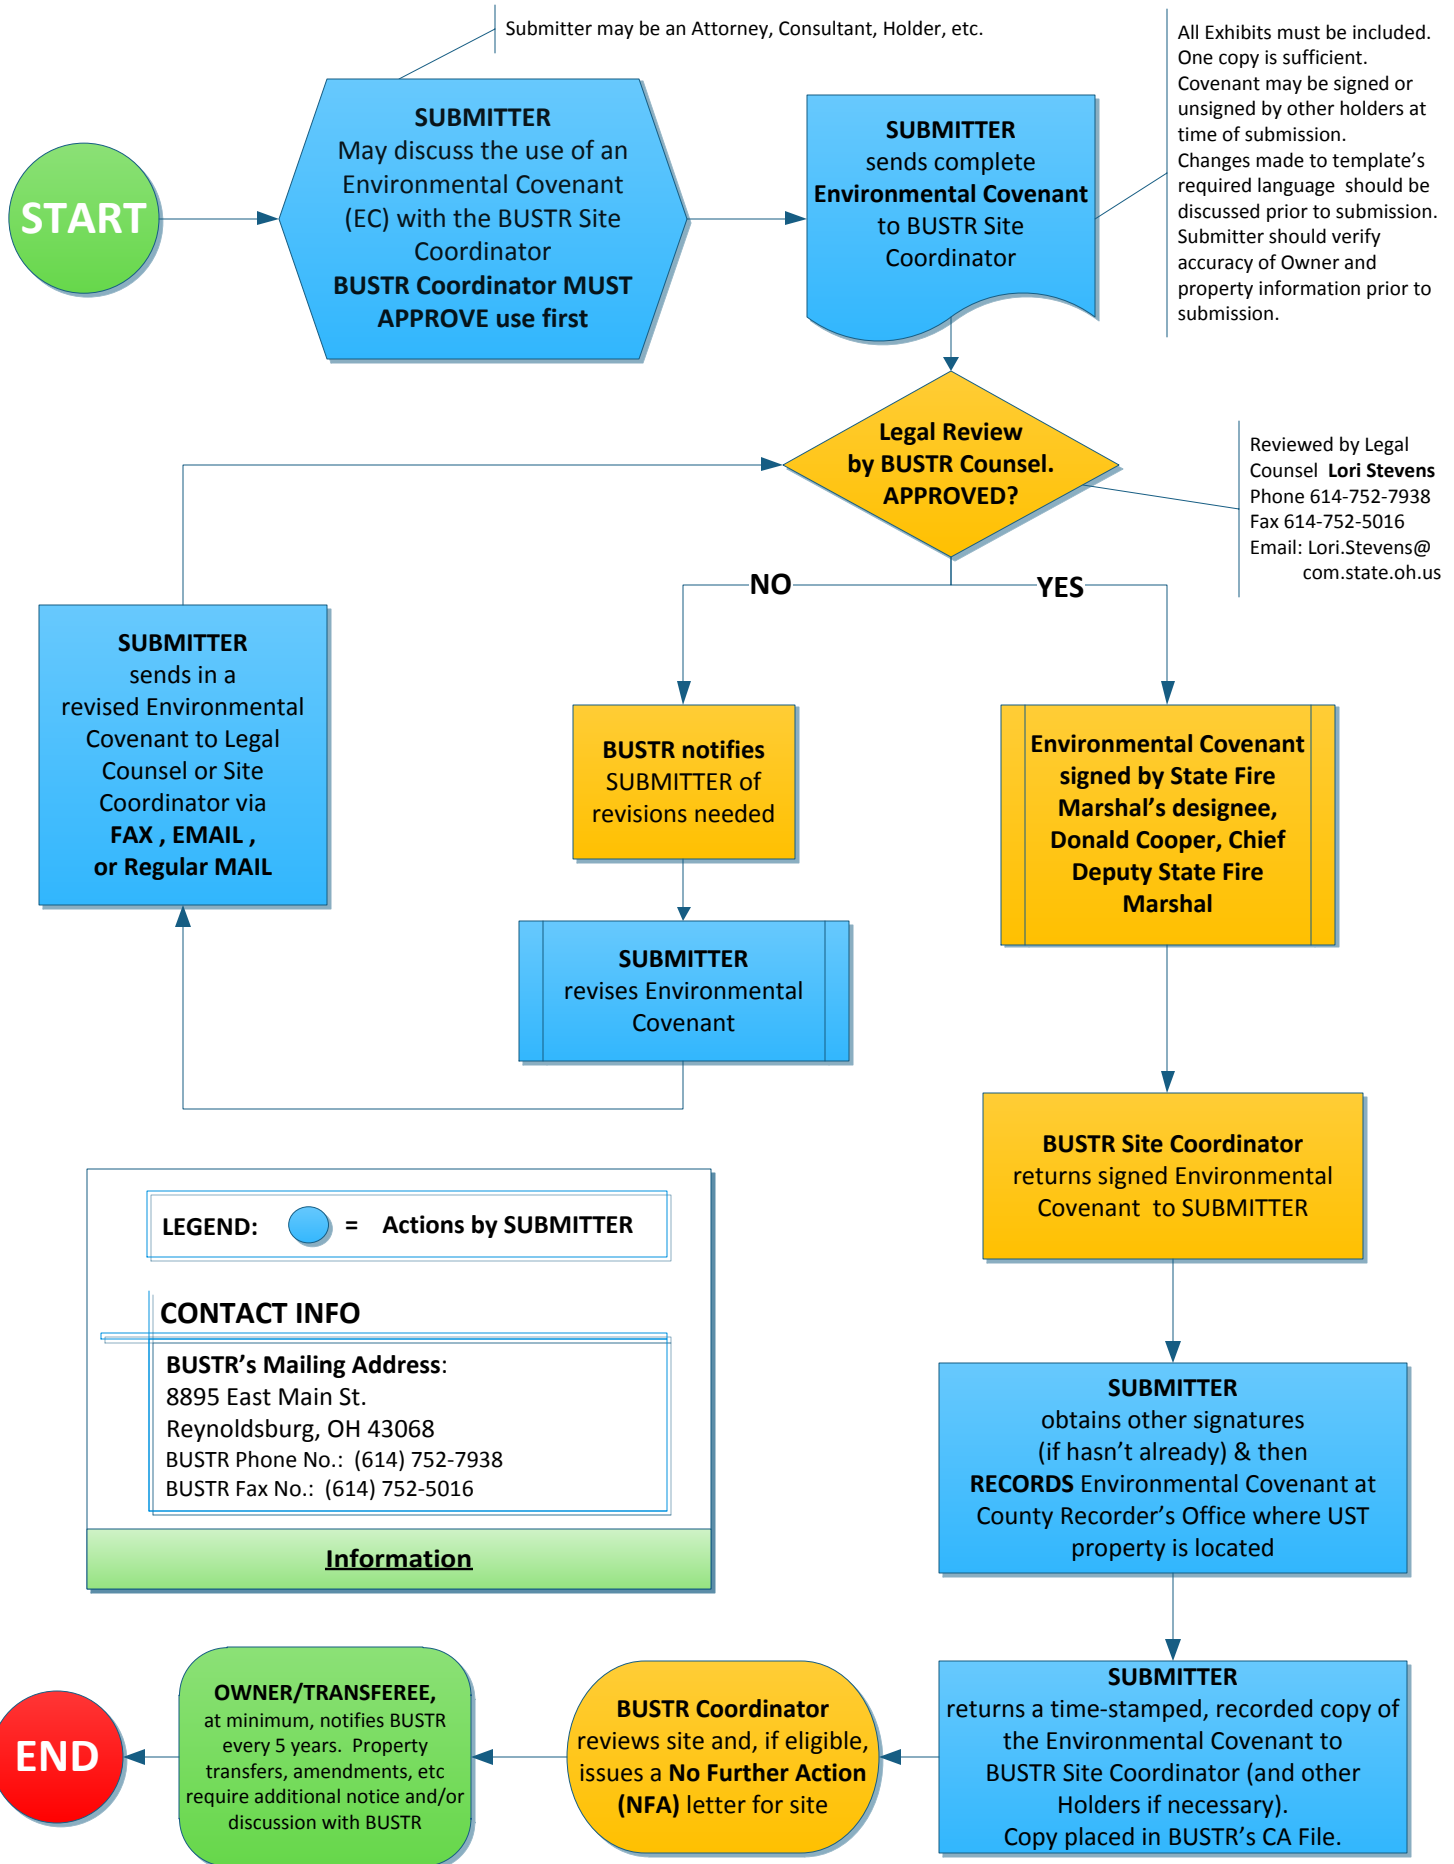 Submitter may be an Attorney, Consultant, Holder, etc.
All Exhibits must be included.
One copy is sufficient.
Covenant may be signed or
unsigned by other holders at
time of submission.
Changes made to template's
required language should be
discussed prior to submission.
Submitter should verify
accuracy of Owner and
property information prior to
submission.
START
SUBMITTER
May discuss the use of an
Environmental Covenant
(EC) with the BUSTR Site
Coordinator
BUSTR Coordinator MUST
APPROVE use first
SUBMITTER
sends complete
Environmental Covenant
to BUSTR Site
Coordinator
Legal Review
by BUSTR Counsel.
APPROVED?
Reviewed by Legal
Counsel Lori Stevens
Phone 614-752-7938
Fax 614-752-5016
Email: Lori.Stevens@
com.state.oh.us
NO
YES
SUBMITTER
sends in a
revised Environmental
Covenant to Legal
Counsel or Site
Coordinator via
FAX , EMAIL ,
or Regular MAIL
BUSTR notifies
SUBMITTER of
revisions needed
Environmental Covenant
signed by State Fire
Marshal's designee,
Donald Cooper, Chief
Deputy State Fire
Marshal
SUBMITTER
revises Environmental
Covenant
BUSTR Site Coordinator
returns signed Environmental
Covenant to SUBMITTER
LEGEND: = Actions by SUBMITTER
CONTACT INFO
BUSTR's Mailing Address:
8895 East Main St.
Reynoldsburg, OH 43068
BUSTR Phone No.: (614) 752-7938
BUSTR Fax No.: (614) 752-5016
Information
SUBMITTER
obtains other signatures
(if hasn't already) & then
RECORDS Environmental Covenant at
County Recorder's Office where UST
property is located
SUBMITTER
returns a time-stamped, recorded copy of
the Environmental Covenant to
BUSTR Site Coordinator (and other
Holders if necessary).
Copy placed in BUSTR's CA File.
BUSTR Coordinator
reviews site and, if eligible,
issues a No Further Action
(NFA) letter for site
OWNER/TRANSFEREE,
at minimum, notifies BUSTR
every 5 years. Property
transfers, amendments, etc
require additional notice and/or
discussion with BUSTR
END